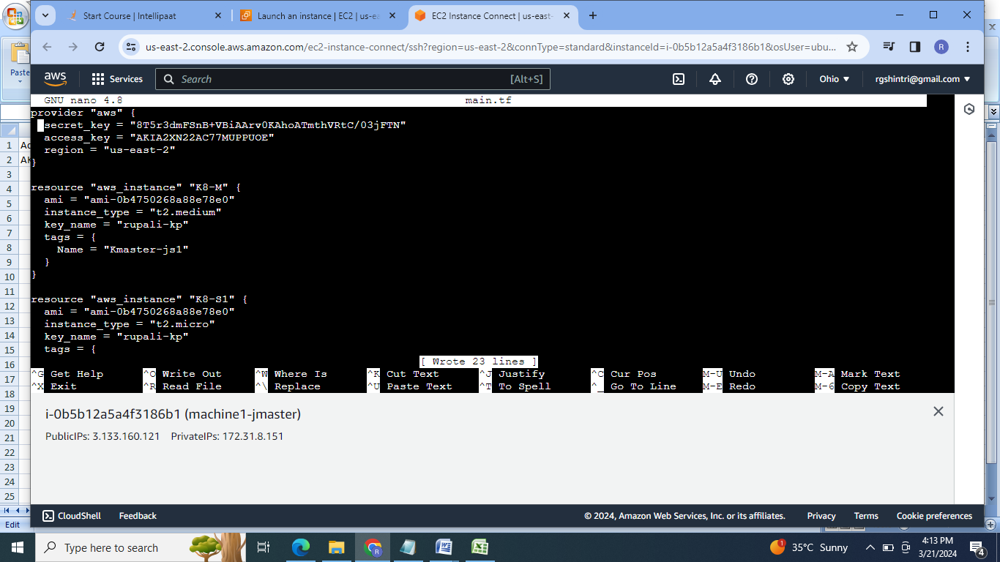 Start Course | Intellipaat
Launch an instance | EC2 | us-ea
EC2 Instance Connect | us-east-
us-east-2.console.aws.amazon.com/ec2-instance-connect/ssh?region=us-east-2&connType=standard&instanceId=i-0b5b12a5a4f3186b1&osUser=ubu...
R
aws
Services
Search
[Alt+S]
Ohio
rgshintri@gmail.com
Paste
GNU nano 4.8
main.tf
provider "aws" {
secret_key = "8T5r3dmFSnB+VBiAArv0KAhoATmthVRtC/03jFTN"
access_key = "AKIA2XN22AC77MUPPUOE"
region = "us-east-2"
}
resource "aws_instance" "K8-M" {
ami = "ami-0b4750268a88e78e0"
instance_type = "t2.medium"
key_name = "rupali-kp"
tags = {
Name = "Kmaster-js1"
}
}
resource "aws_instance" "K8-S1" {
ami = "ami-0b4750268a88e78e0"
instance_type = "t2.micro"
key_name = "rupali-kp"
tags = {
[ Wrote 23 lines ]
^G Get Help ^O Write Out ^W Where Is ^K Cut Text ^J Justify ^C Cur Pos M-U Undo M-A Mark Text
^X Exit ^R Read File ^\ Replace ^U Paste Text ^T To Spell ^_ Go To Line M-E Redo M-6 Copy Text
1
2
3
4
5
6
7
8
9
10
11
12
13
14
15
16
17
18
19
20
21
22
23
24
25
i-0b5b12a5a4f3186b1 (machine1-jmaster)
PublicIPs: 3.133.160.121 PrivateIPs: 172.31.8.151
CloudShell
Feedback
© 2024, Amazon Web Services, Inc. or its affiliates.
Privacy
Terms
Cookie preferences
Edit
Type here to search
35°C Sunny
4:13 PM
3/21/2024
4